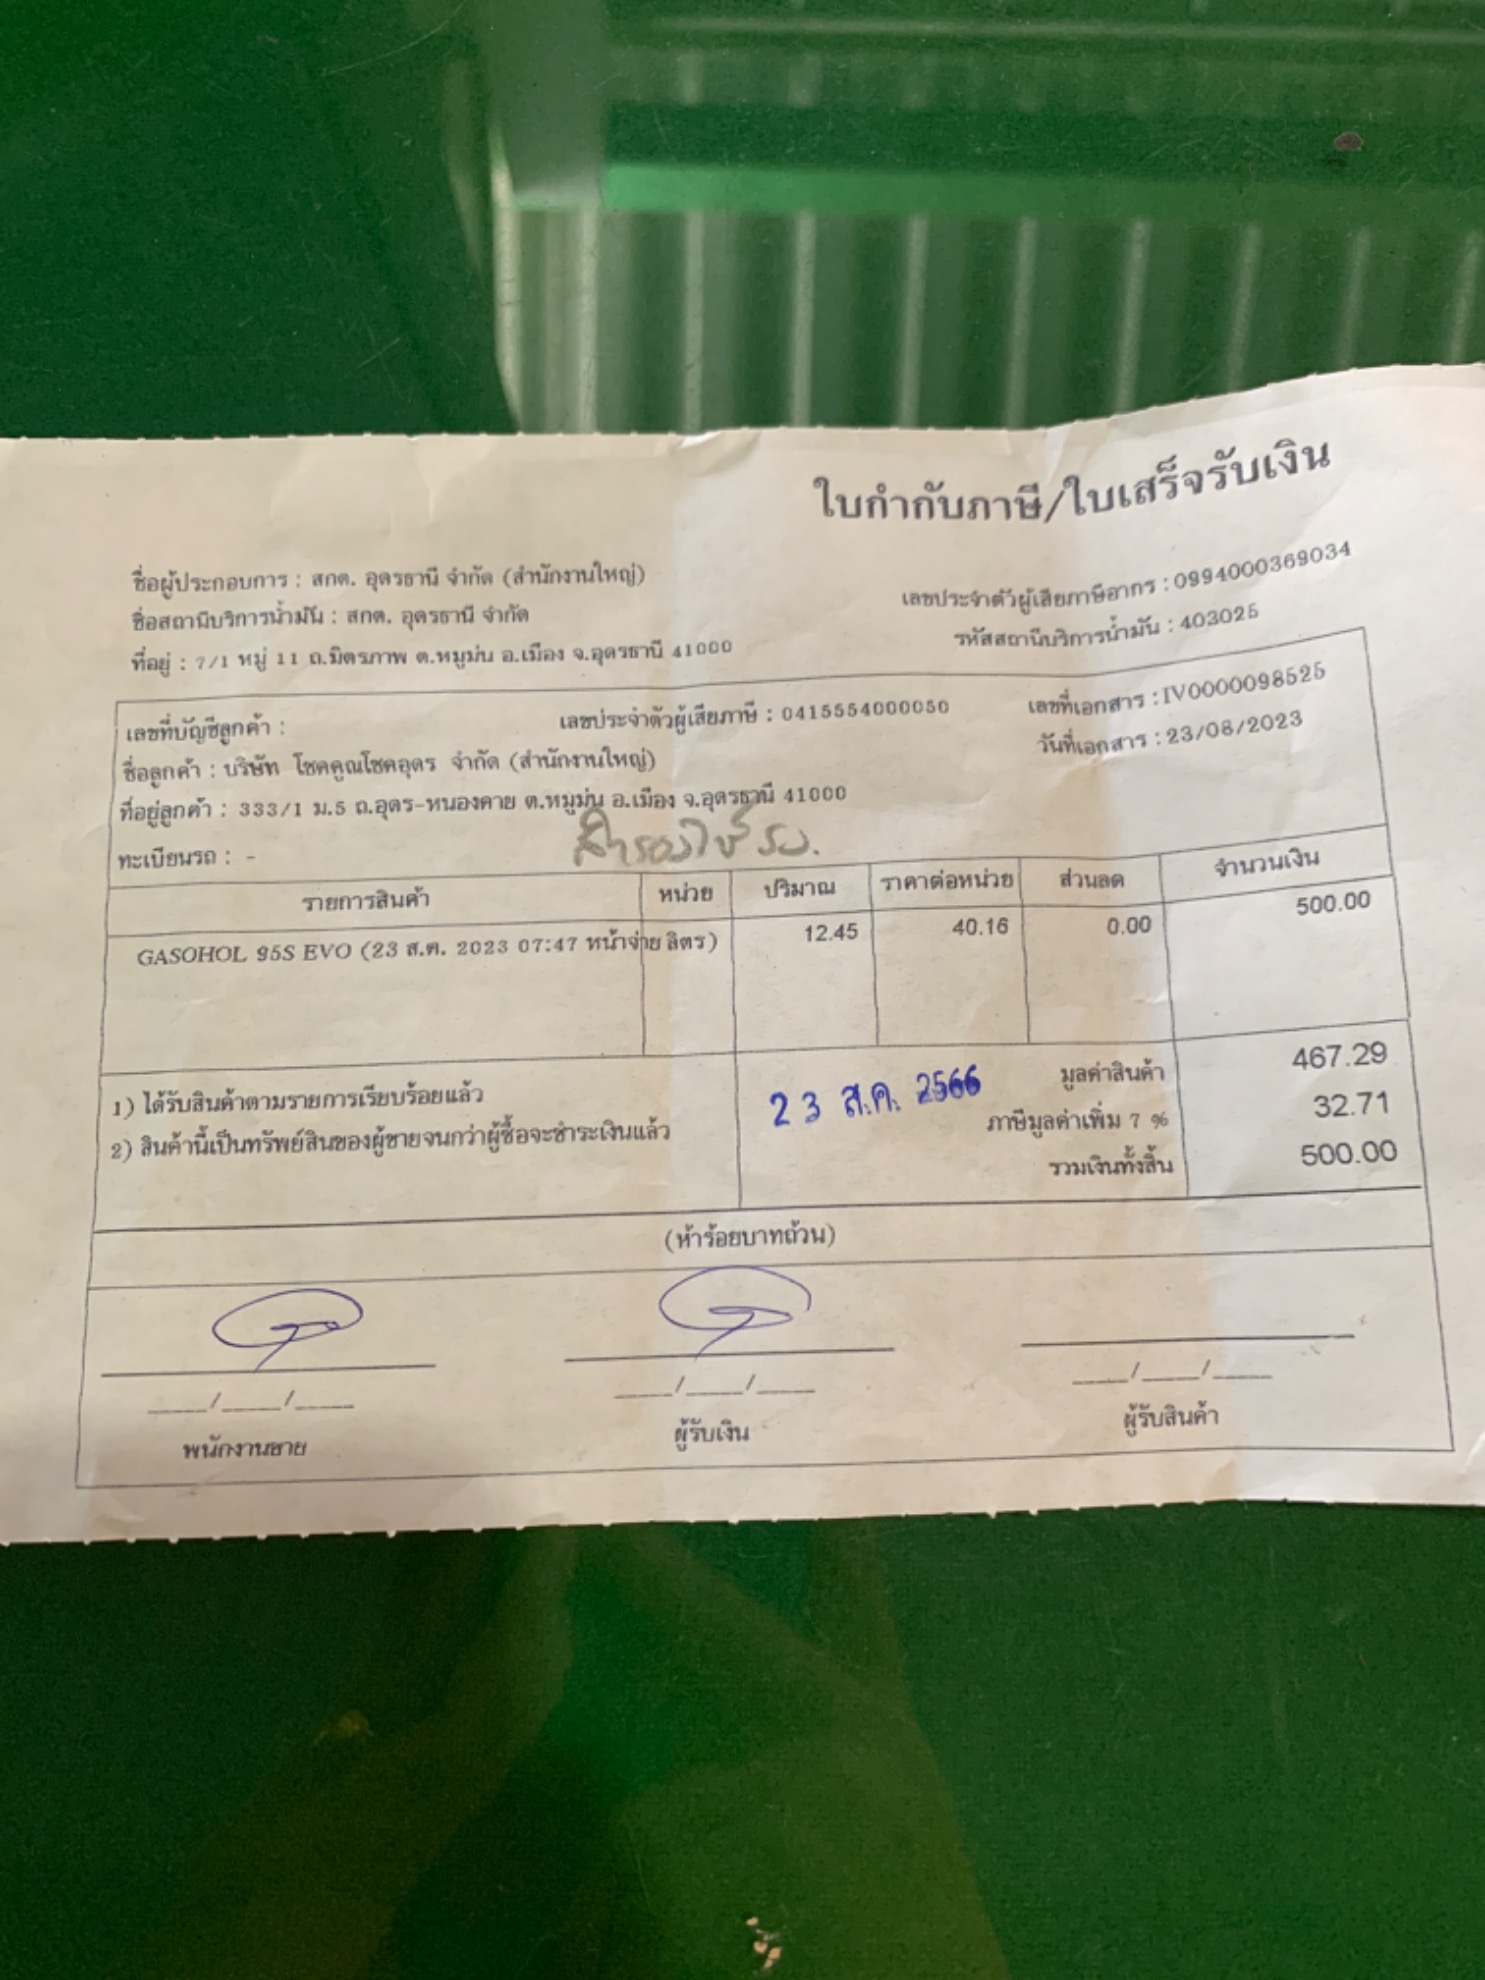 ใบกำกับภาษี/ใบเสร็จรับเงิน
ชื่อผู้ประกอบการ : สกต. อุดรธานี จำกัด (สำนักงานใหญ่)
เลขประจำตัวผู้เสียภาษีอากร : 0994000369034
ชื่อสถานีบริการน้ำมัน : สกต. อุดรธานี จำกัด
รหัสสถานีบริการน้ำมัน : 403025
ที่อยู่ : 7/1 หมู่ 11 ถ.มิตรภาพ ต.หมูม่น อ.เมือง จ.อุดรธานี 41000
เลขที่บัญชีลูกค้า : เลขประจำตัวผู้เสียภาษี : 0415554000050 เลขที่เอกสาร : IV0000098525
ชื่อลูกค้า : บริษัท โชคคูณโชคอุดร จำกัด (สำนักงานใหญ่) วันที่เอกสาร : 23/08/2023
ที่อยู่ลูกค้า : 333/1 ม.5 ถ.อุดร-หนองคาย ต.หมูม่น อ.เมือง จ.อุดรธานี 41000
ทะเบียนรถ : -
รายการสินค้า หน่วย ปริมาณ ราคาต่อหน่วย ส่วนลด จำนวนเงิน
GASOHOL 95S EVO (23 ส.ค. 2023 07:47 หน้าจ่าย ลิตร) 12.45 40.16 0.00 500.00
1) ได้รับสินค้าตามรายการเรียบร้อยแล้ว 23 ส.ค. 2566 มูลค่าสินค้า 467.29
2) สินค้านี้เป็นทรัพย์สินของผู้ขายจนกว่าผู้ซื้อจะชำระเงินแล้ว ภาษีมูลค่าเพิ่ม 7 % 32.71
รวมเงินทั้งสิ้น 500.00
(ห้าร้อยบาทถ้วน)
____/____/____ ____/____/____ ____/____/____
พนักงานขาย ผู้รับเงิน ผู้รับสินค้า